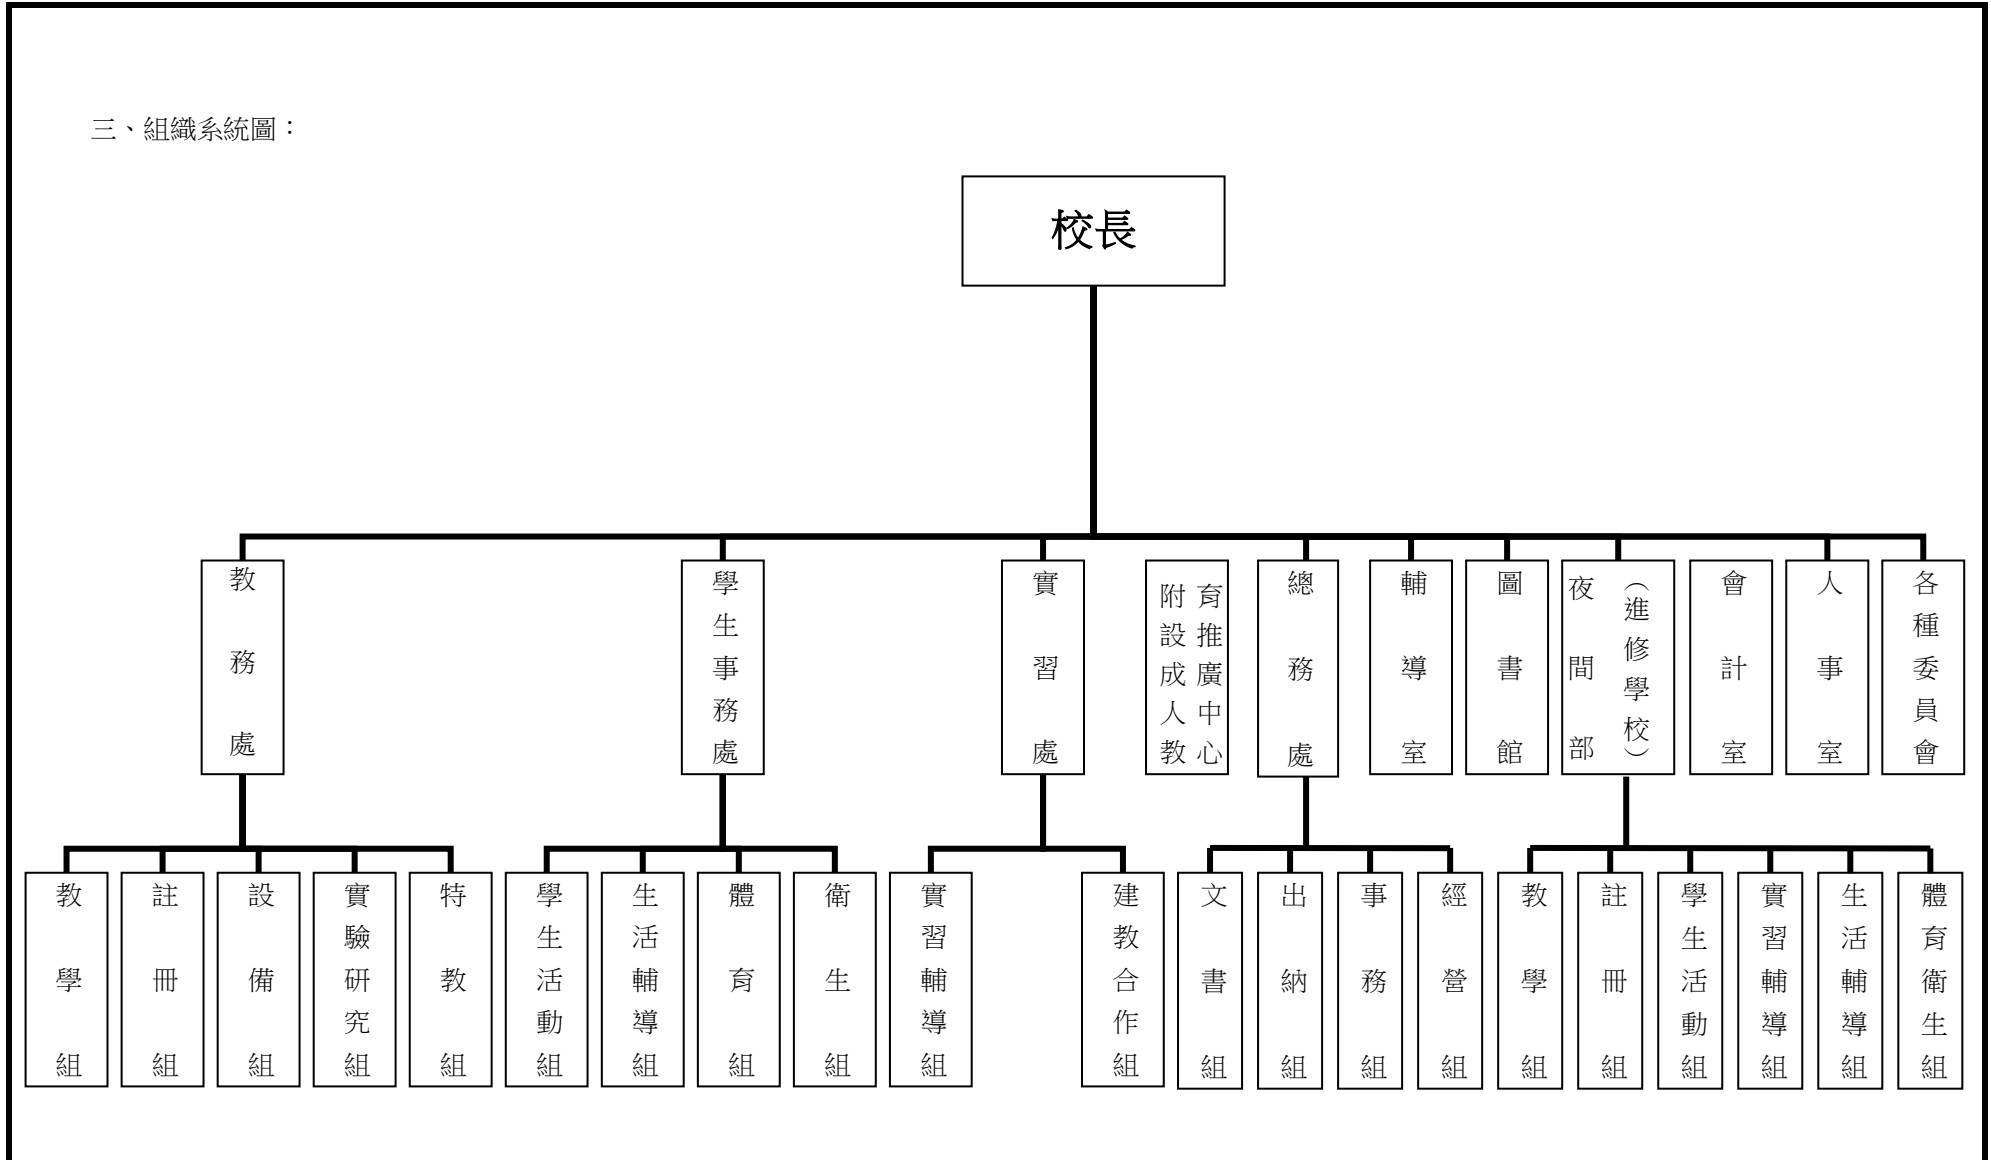 三、組織系統圖：
校長
教務處
學生事務處
實習處
附設成人教
育推廣中心
總務處
輔導室
圖書館
夜間部
（進修學校）
會計室
人事室
各種委員會
教學組
註冊組
設備組
實驗研究組
特教組
學生活動組
生活輔導組
體育組
衛生組
實習輔導組
建教合作組
文書組
出納組
事務組
經營組
教學組
註冊組
學生活動組
實習輔導組
生活輔導組
體育衛生組